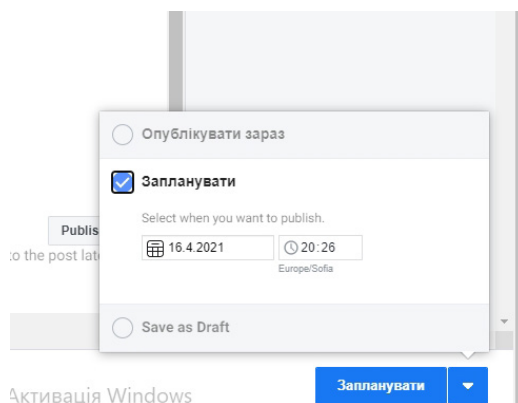 Опублікувати зараз
Запланувати
Select when you want to publish.
16.4.2021
20:26
Europe/Sofia
Publis
to the post lat
Save as Draft
Запланувати
Активація Windows